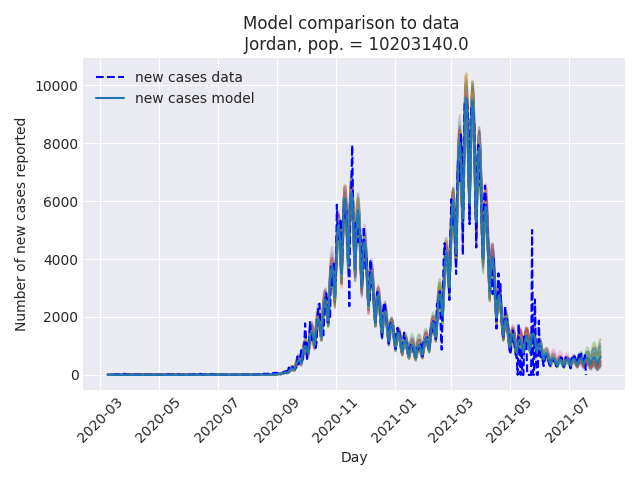 Model comparison to data
Jordan, pop. = 10203140.0
new cases data
new cases model
Number of new cases reported
10000
8000
6000
4000
2000
0
2020-03
2020-05
2020-07
2020-09
2020-11
2021-01
2021-03
2021-05
2021-07
Day